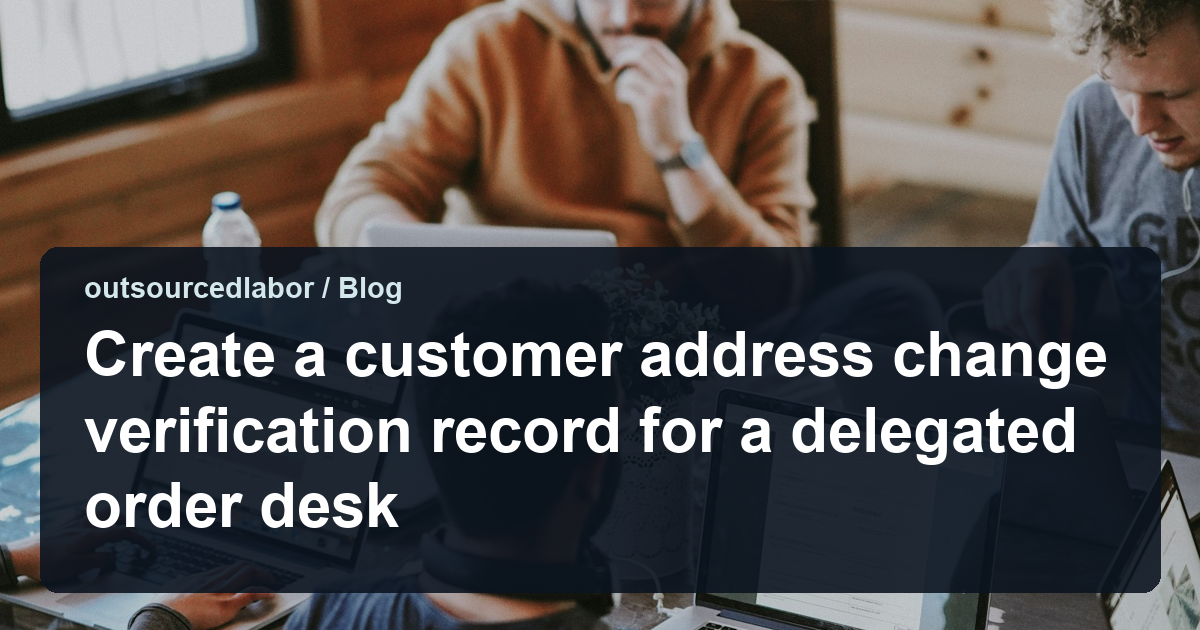 outsourcedlabor / Blog
Create a customer address change
verification record for a delegated
order desk